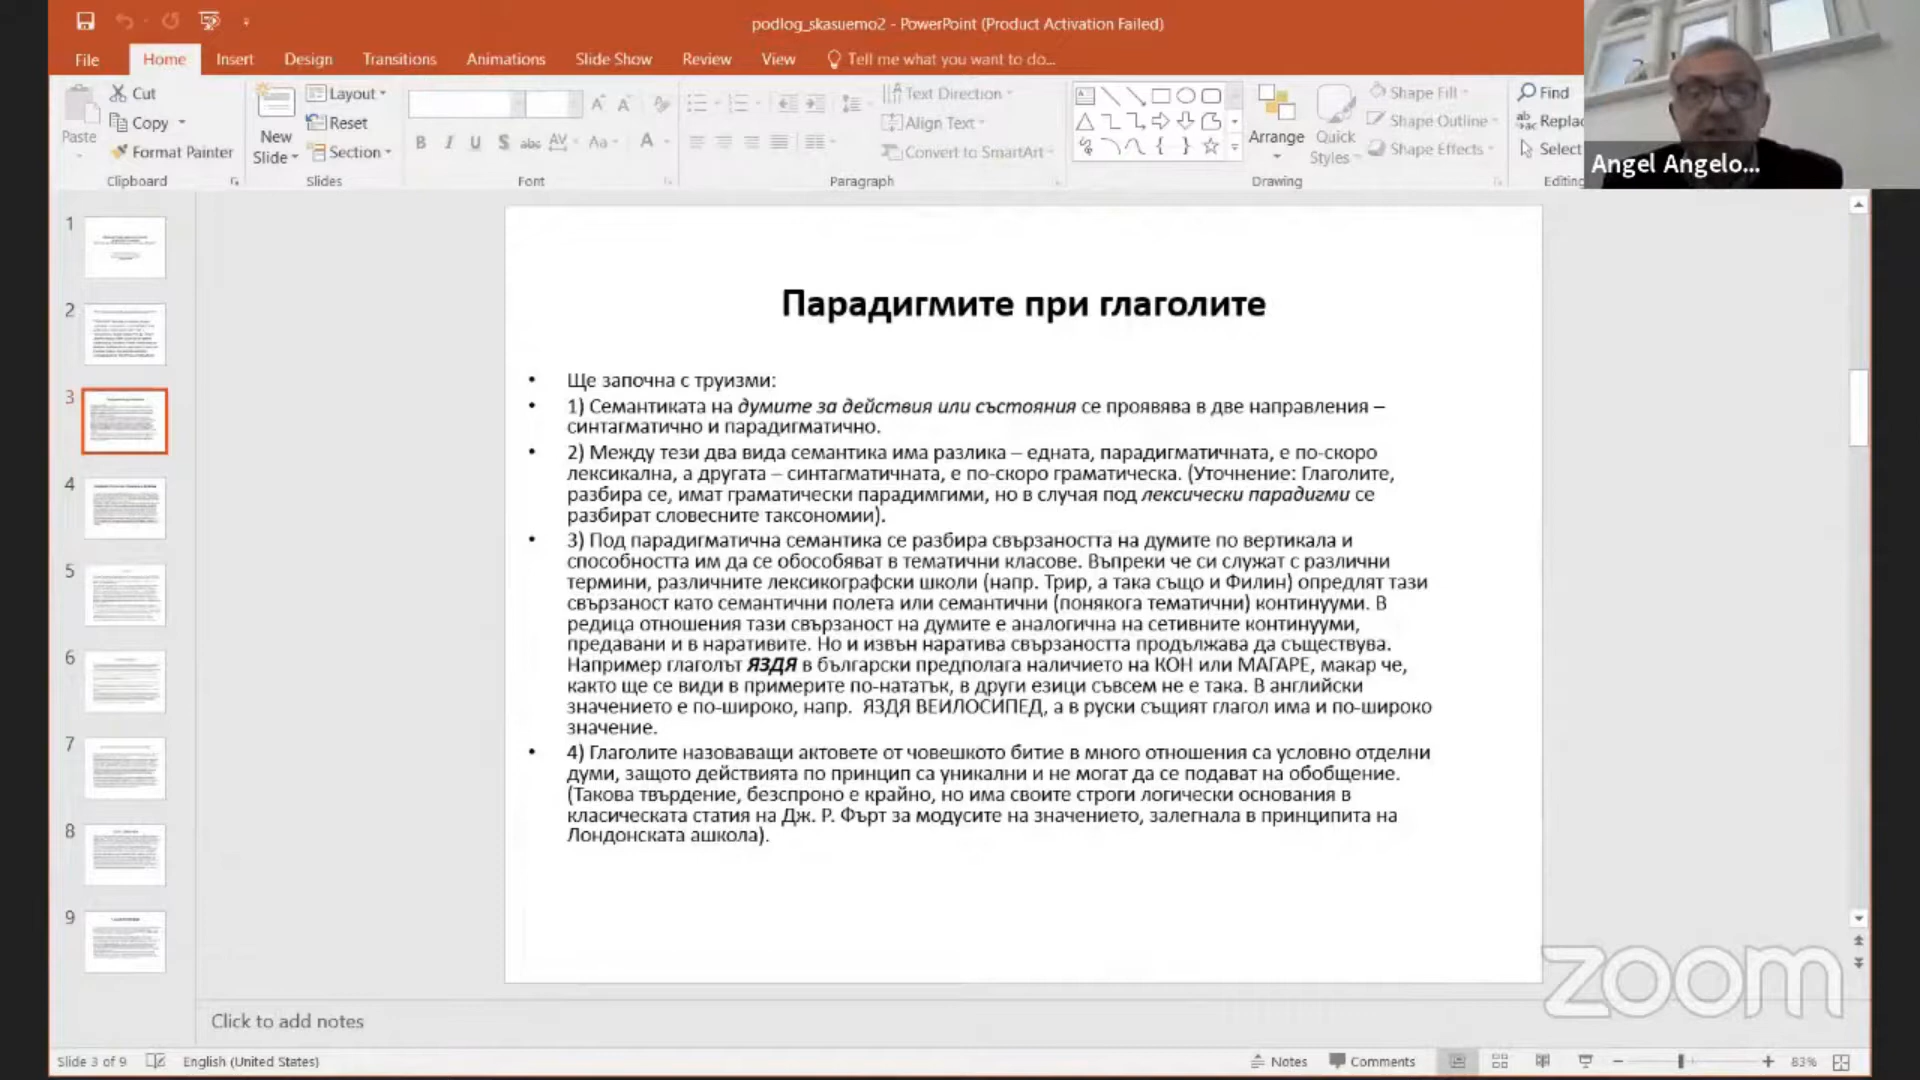 podlog_skasuemo2 - PowerPoint (Product Activation Failed)
File Home Insert Design Transitions Animations Slide Show Review View Tell me what you want to do...
Paste
Cut
Copy
Format Painter
Clipboard
New Slide
Layout
Reset
Section
Slides
Font
Text Direction
Align Text
Convert to SmartArt
Paragraph
Arrange
Quick Styles
Shape Fill
Shape Outline
Shape Effects
Drawing
Find
Replac
Select
Editing
Angel Angelo...
1
2
3
4
5
6
7
8
9
Парадигмите при глаголите
• Ще започна с труизми:
• 1) Семантиката на думите за действия или състояния се проявява в две направления –
синтагматично и парадигматично.
• 2) Между тези два вида семантика има разлика – едната, парадигматичната, е по-скоро
лексикална, а другата – синтагматичната, е по-скоро граматическа. (Уточнение: Глаголите,
разбира се, имат граматически парадимгими, но в случая под лексически парадигми се
разбират словесните таксономии).
• 3) Под парадигматична семантика се разбира свързаността на думите по вертикала и
способността им да се обособяват в тематични класове. Въпреки че си служат с различни
термини, различните лексикографски школи (напр. Трир, а така също и Филин) опредлят тази
свързаност като семантични полета или семантични (понякога тематични) континууми. В
редица отношения тази свързаност на думите е аналогична на сетивните континууми,
предавани и в наративите. Но и извън наратива свързаността продължава да съществува.
Например глаголът ЯЗДЯ в български предполага наличието на КОН или МАГАРЕ, макар че,
както ще се види в примерите по-нататък, в други езици съвсем не е така. В английски
значението е по-широко, напр. ЯЗДЯ ВЕИЛОСИПЕД, а в руски същият глагол има и по-широко
значение.
• 4) Глаголите назоваващи актовете от човешкото битие в много отношения са условно отделни
думи, защото действията по принцип са уникални и не могат да се подават на обобщение.
(Такова твърдение, безспроно е крайно, но има своите строги логически основания в
класическата статия на Дж. Р. Фърт за модусите на значението, залегнала в принципита на
Лондонската ашкола).
zoom
Click to add notes
Slide 3 of 9 English (United States) Notes Comments 83%